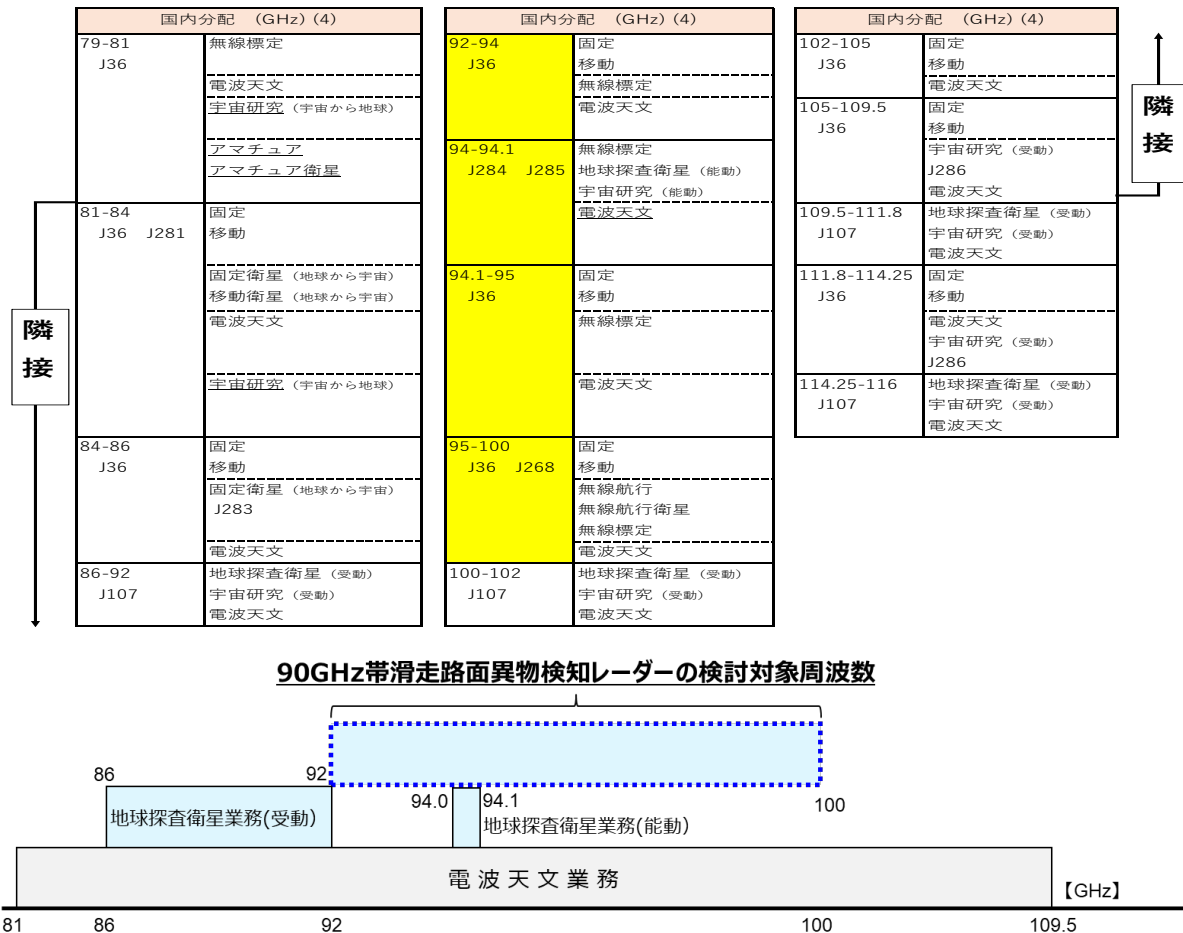 国内分配 (GHz) (4)
79-81 無線標定
J36
電波天文
宇宙研究 (宇宙から地球)
アマチュア
アマチュア衛星
81-84 固定
J36 J281 移動
固定衛星 (地球から宇宙)
移動衛星 (地球から宇宙)
電波天文
宇宙研究 (宇宙から地球)
84-86 固定
J36 移動
固定衛星 (地球から宇宙)
J283
電波天文
86-92 地球探査衛星 (受動)
J107 宇宙研究 (受動)
電波天文
隣
接
国内分配 (GHz) (4)
92-94 固定
J36 移動
無線標定
電波天文
94-94.1 無線標定
J284 J285 地球探査衛星 (能動)
宇宙研究 (能動)
電波天文
94.1-95 固定
J36 移動
無線標定
電波天文
95-100 固定
J36 J268 移動
無線航行
無線航行衛星
無線標定
電波天文
100-102 地球探査衛星 (受動)
J107 宇宙研究 (受動)
電波天文
国内分配 (GHz) (4)
102-105 固定
J36 移動
電波天文
105-109.5 固定
J36 移動
宇宙研究 (受動)
J286
電波天文
109.5-111.8 地球探査衛星 (受動)
J107 宇宙研究 (受動)
電波天文
111.8-114.25 固定
J36 移動
電波天文
宇宙研究 (受動)
J286
114.25-116 地球探査衛星 (受動)
J107 宇宙研究 (受動)
電波天文
隣
接
90GHz帯滑走路面異物検知レーダーの検討対象周波数
86 92
94.0 94.1 100
地球探査衛星業務(受動) 地球探査衛星業務(能動)
電波天文業務
【GHz】
81 86 92 100 109.5